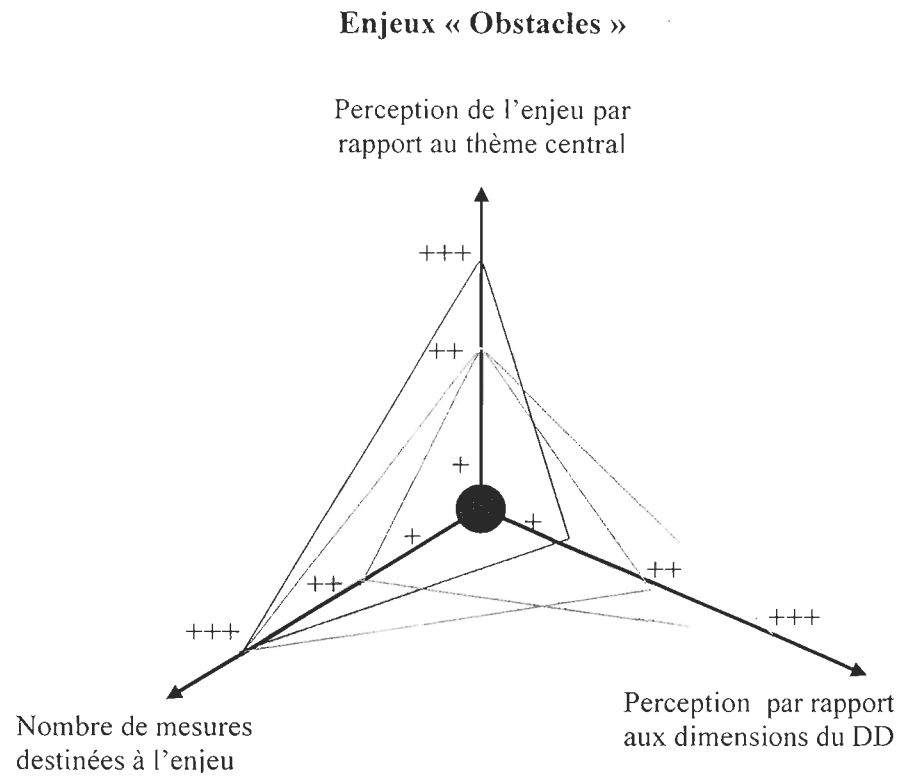 Enjeux « Obstacles »
Perception de l'enjeu par
rapport au thème central
+++
++
+
+
+
++
++
+++
+++
Perception par rapport
aux dimensions du DD
Nombre de mesures
destinées à l'enjeu